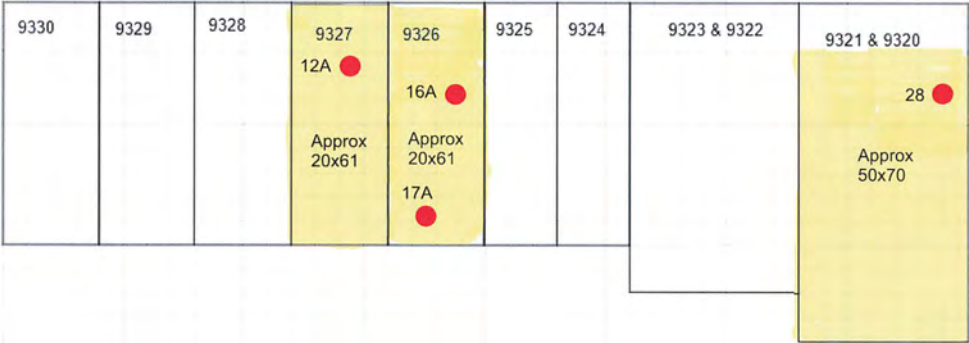 9330
9329
9328
9327
9326
9325
9324
9323 & 9322
9321 & 9320
12A
16A
28
Approx
20x61
Approx
20x61
Approx
50x70
17A